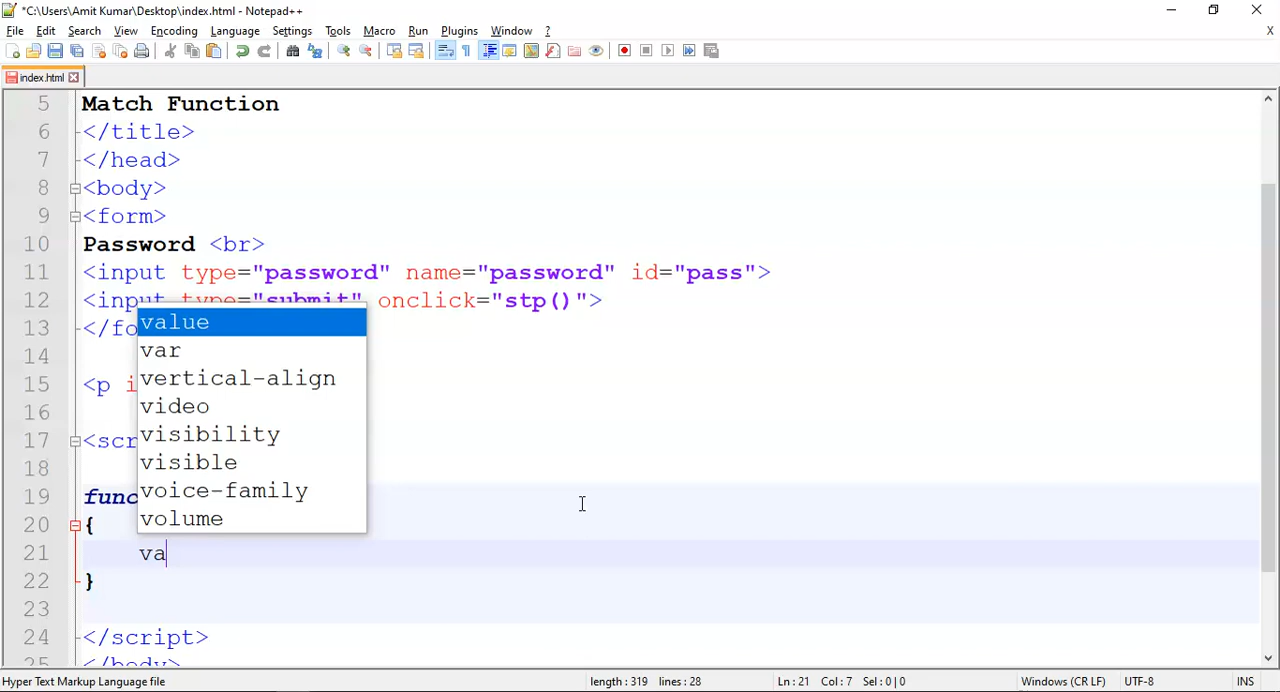 *C:\Users\Amit Kumar\Desktop\index.html - Notepad++
File Edit Search View Encoding Language Settings Tools Macro Run Plugins Window ? X
index.html
5 Match Function
6 </title>
7 </head>
8 <body>
9 <form>
10 Password <br>
11 <input type="password" name="password" id="pass">
12 <input type="submit" onclick="stp()">
13 </fo
value
14
var
15 <p i
vertical-align
16
video
17 <scr
visibility
18
visible
19 func
voice-family
20 {
volume
21 va
22 }
23
24 </script>
25 </body>
Hyper Text Markup Language file length : 319 lines : 28 Ln : 21 Col : 7 Sel : 0 | 0 Windows (CR LF) UTF-8 INS